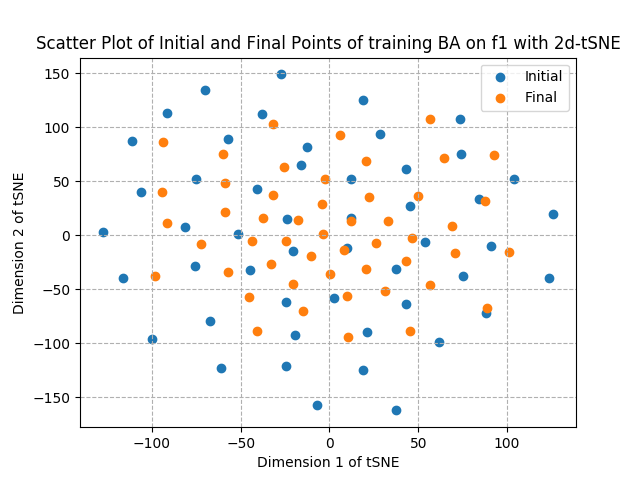 Scatter Plot of Initial and Final Points of training BA on f1 with 2d-tSNE
Initial
Final
Dimension 2 of tSNE
150
100
50
0
−50
−100
−150
−100
−50
0
50
100
Dimension 1 of tSNE